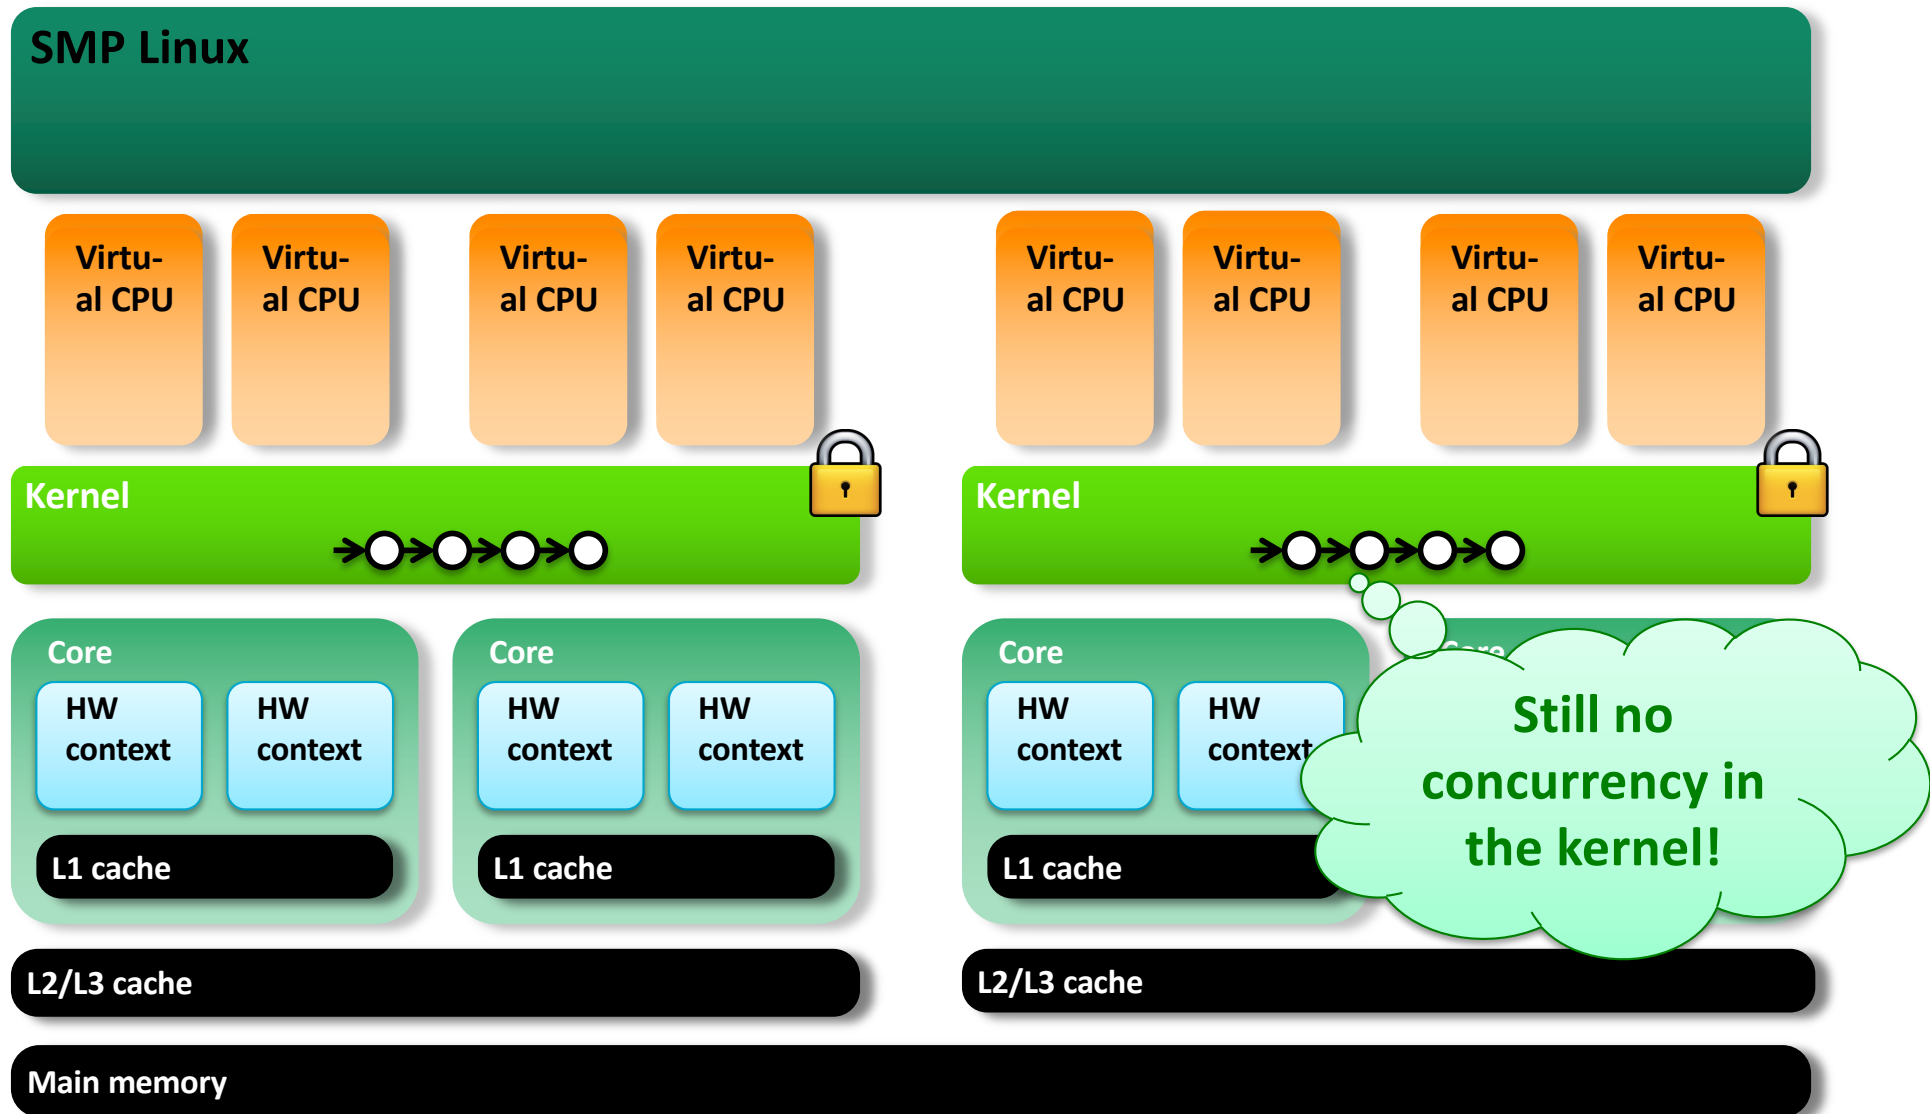 SMP Linux
Virtu-
al CPU
Virtu-
al CPU
Virtu-
al CPU
Virtu-
al CPU
Virtu-
al CPU
Virtu-
al CPU
Virtu-
al CPU
Virtu-
al CPU
Kernel
Kernel
Core
HW
context
HW
context
L1 cache
Core
HW
context
HW
context
L1 cache
Core
HW
context
HW
context
L1 cache
Core
Still no
concurrency in
the kernel!
L2/L3 cache
L2/L3 cache
Main memory